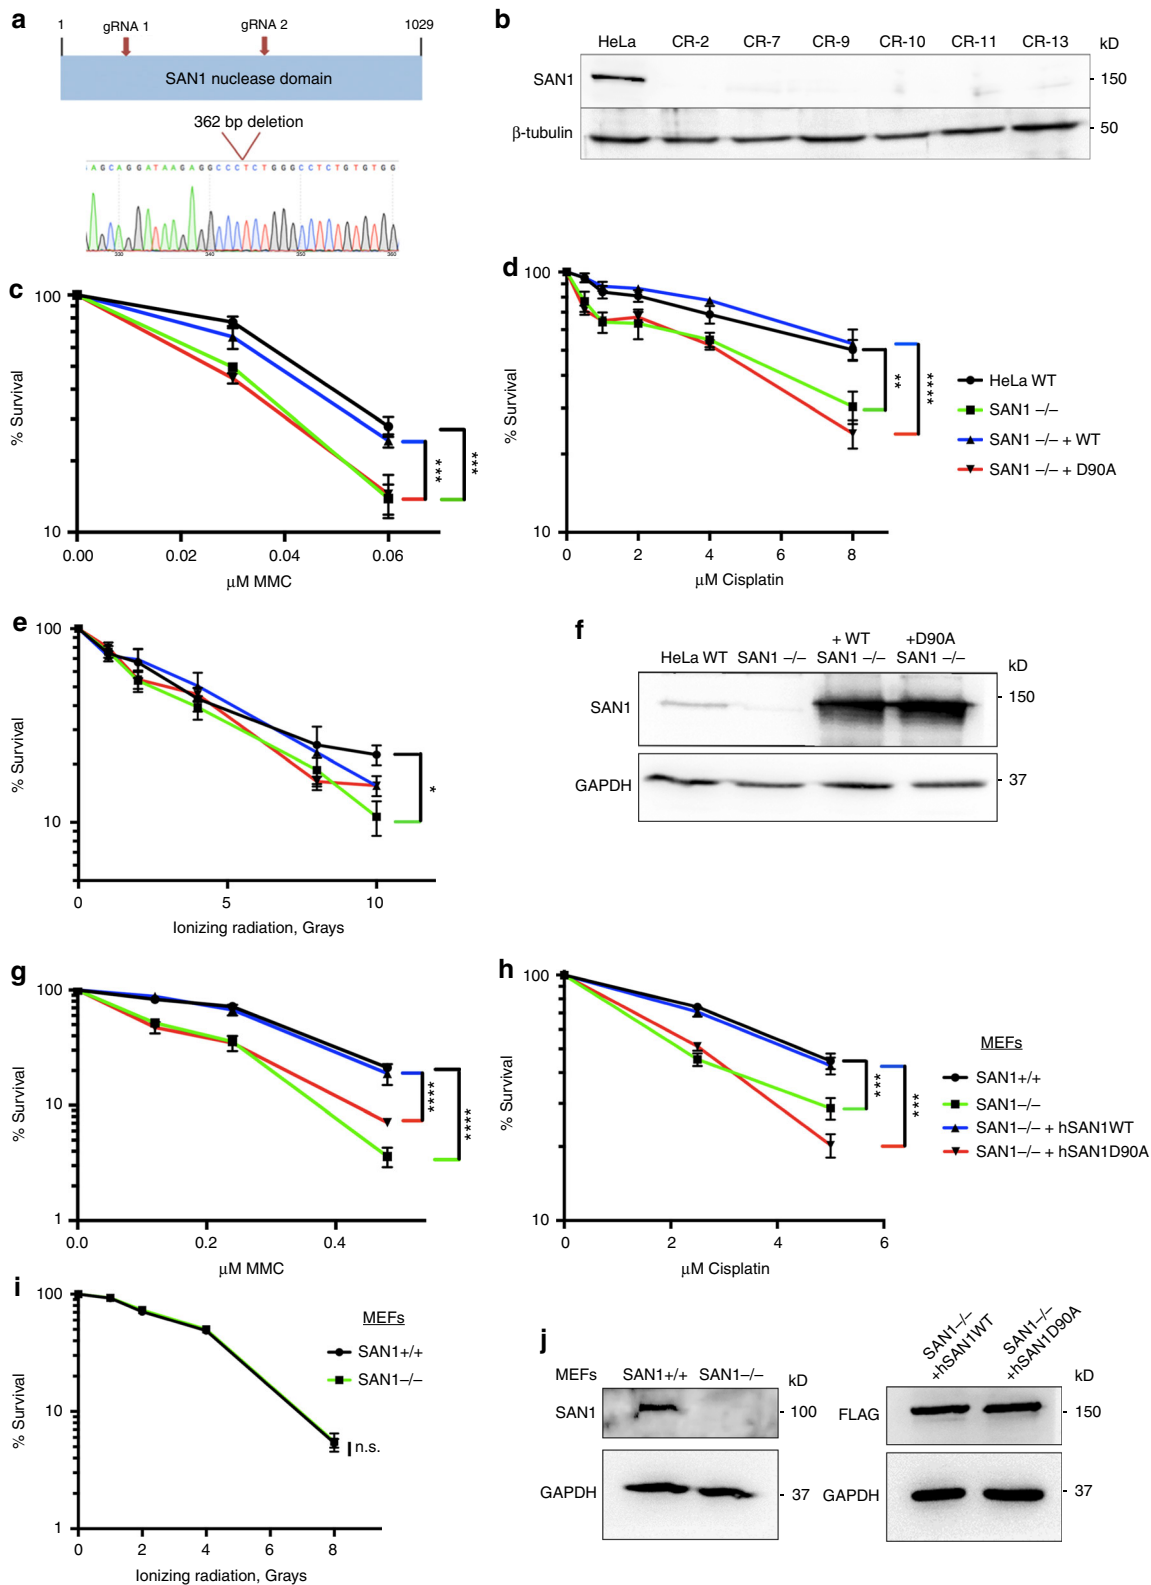 a
1
gRNA 1
gRNA 2
1029
SAN1 nuclease domain
362 bp deletion
AGCAGGATAAGAGGCCCTCTGGGCCTCTGTGTGG
330
340
350
360
b
HeLa
CR-2
CR-7
CR-9
CR-10
CR-11
CR-13
kD
SAN1
150
β-tubulin
50
c
100
10
% Survival
0.00
0.02
0.04
0.06
μM MMC
***
***
d
100
10
% Survival
0
2
4
6
8
μM Cisplatin
**
****
HeLa WT
SAN1 –/–
SAN1 –/– + WT
SAN1 –/– + D90A
e
100
10
% Survival
0
5
10
Ionizing radiation, Grays
*
f
+ WT
+D90A
HeLa WT
SAN1 –/–
SAN1 –/–
SAN1 –/–
kD
SAN1
150
GAPDH
37
g
100
10
1
% Survival
0.0
0.2
0.4
μM MMC
****
****
h
100
10
% Survival
0
2
4
6
μM Cisplatin
***
***
MEFs
SAN1+/+
SAN1–/–
SAN1–/– + hSAN1WT
SAN1–/– + hSAN1D90A
i
100
10
1
% Survival
0
2
4
6
8
Ionizing radiation, Grays
n.s.
MEFs
SAN1+/+
SAN1–/–
j
MEFs
SAN1+/+
SAN1–/–
kD
SAN1
100
GAPDH
37
SAN1–/–
+hSAN1WT
SAN1–/–
+hSAN1D90A
kD
FLAG
150
GAPDH
37